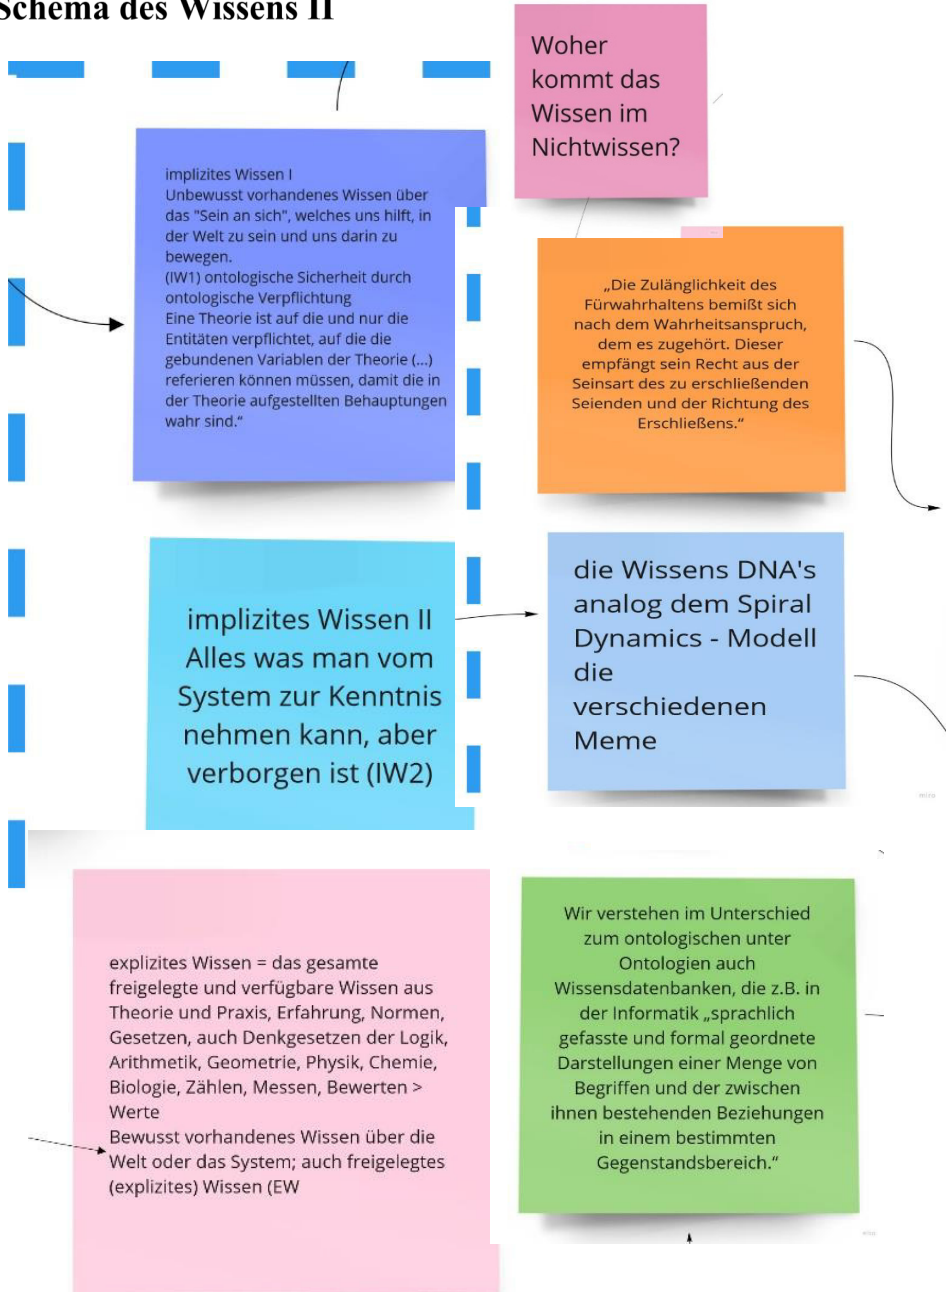 Schema des Wissens II
Woher
kommt das
Wissen im
Nichtwissen?
implizites Wissen I
Unbewusst vorhandenes Wissen über
das "Sein an sich", welches uns hilft, in
der Welt zu sein und uns darin zu
bewegen.
(IW1) ontologische Sicherheit durch
ontologische Verpflichtung
Eine Theorie ist auf die und nur die
Entitäten verpflichtet, auf die die
gebundenen Variablen der Theorie (...)
referieren können müssen, damit die in
der Theorie aufgestellten Behauptungen
wahr sind.“
„Die Zulänglichkeit des
Fürwahrhaltens bemißt sich
nach dem Wahrheitsanspruch,
dem es zugehört. Dieser
empfängt sein Recht aus der
Seinsart des zu erschließenden
Seienden und der Richtung des
Erschließens.“
implizites Wissen II
Alles was man vom
System zur Kenntnis
nehmen kann, aber
verborgen ist (IW2)
die Wissens DNA's
analog dem Spiral
Dynamics - Modell
die
verschiedenen
Meme
miro
explizites Wissen = das gesamte
freigelegte und verfügbare Wissen aus
Theorie und Praxis, Erfahrung, Normen,
Gesetzen, auch Denkgesetzen der Logik,
Arithmetik, Geometrie, Physik, Chemie,
Biologie, Zählen, Messen, Bewerten >
Werte
Bewusst vorhandenes Wissen über die
Welt oder das System; auch freigelegtes
(explizites) Wissen (EW
Wir verstehen im Unterschied
zum ontologischen unter
Ontologien auch
Wissensdatenbanken, die z.B. in
der Informatik „sprachlich
gefasste und formal geordnete
Darstellungen einer Menge von
Begriffen und der zwischen
ihnen bestehenden Beziehungen
in einem bestimmten
Gegenstandsbereich.“
miro